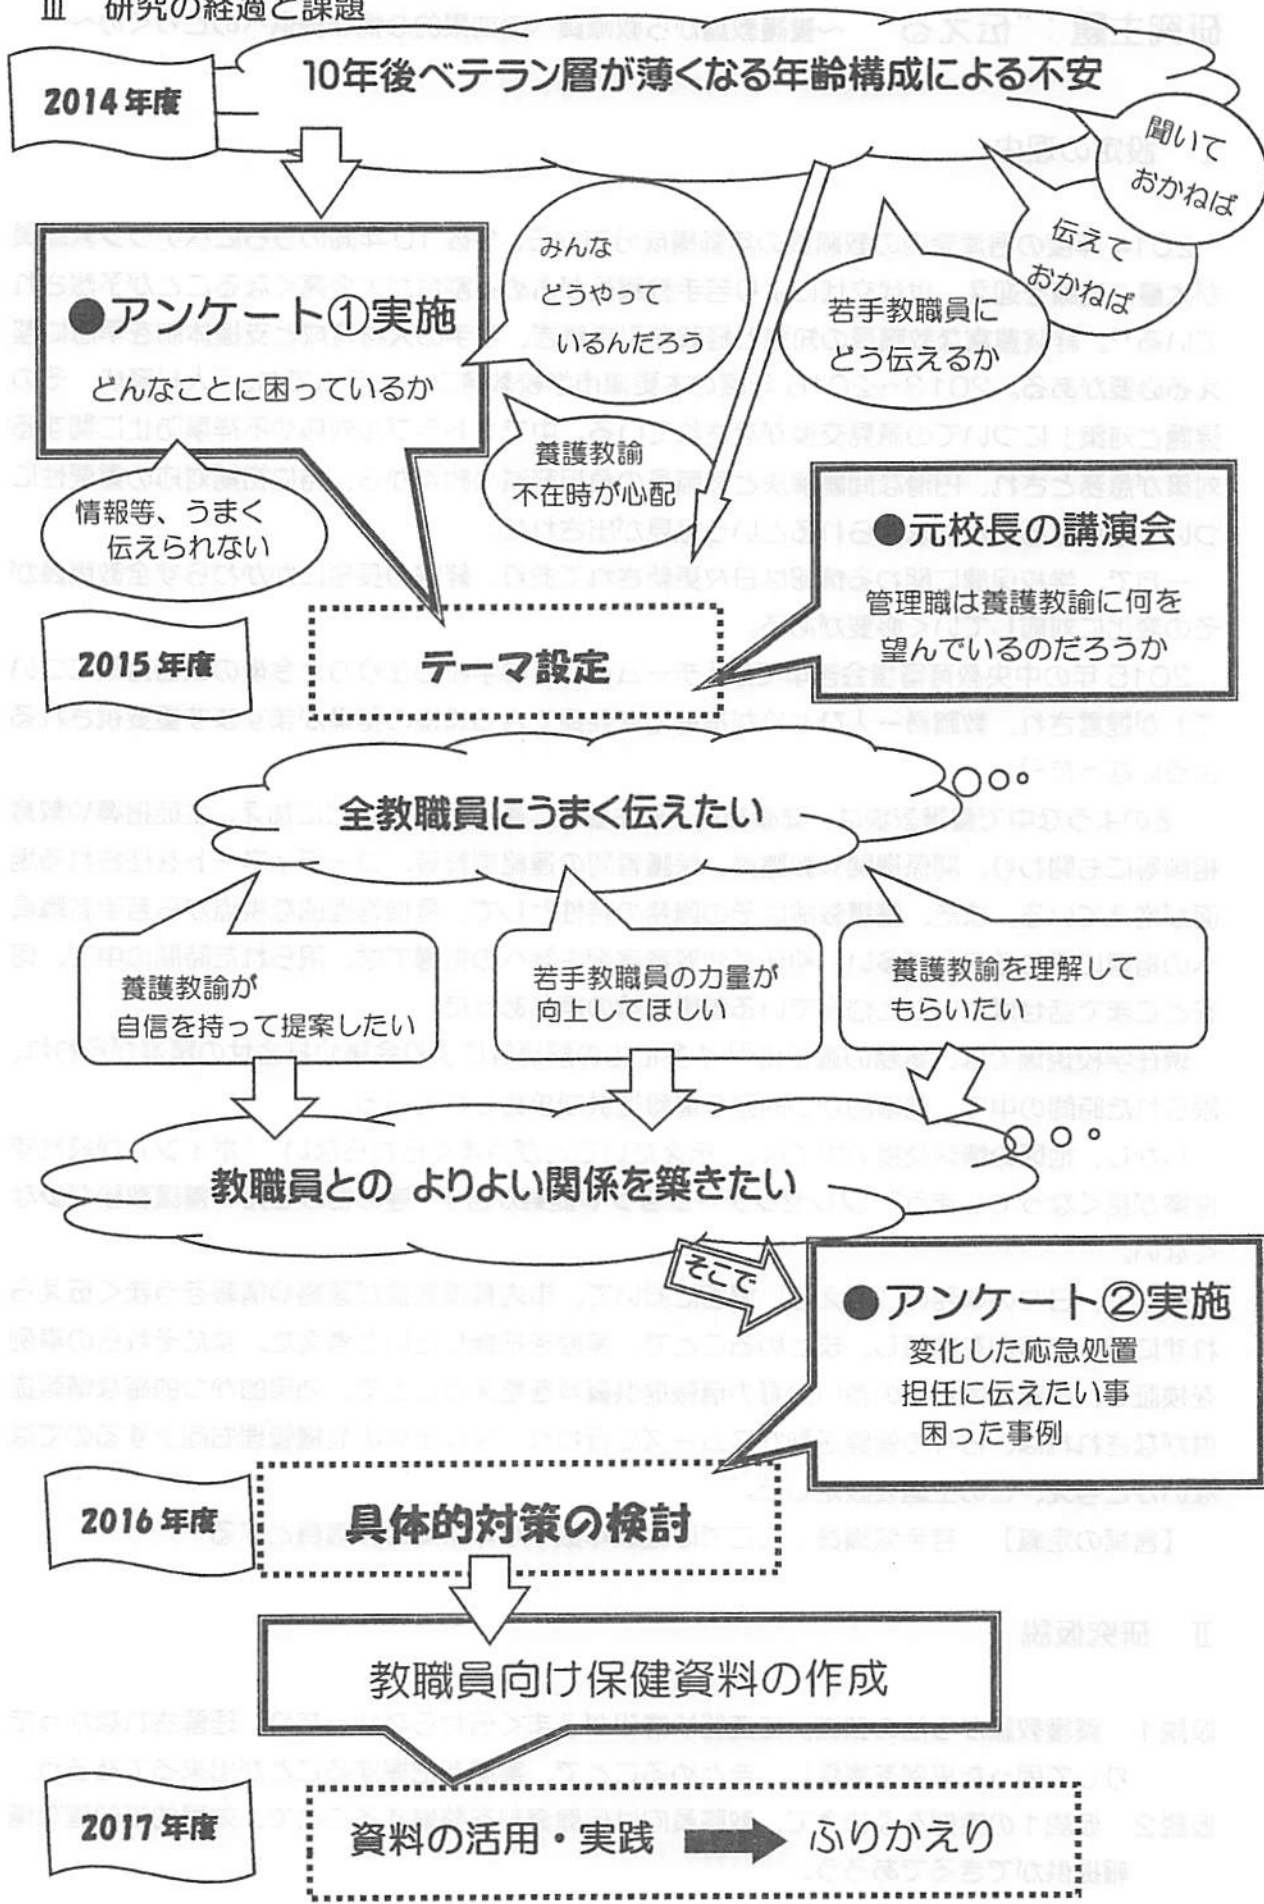 Ⅲ 研究の経過と課題
10年後ベテラン層が薄くなる年齢構成による不安
2014年度
聞いて
おかねば
伝えて
おかねば
みんな
どうやって
いるんだろう
若手教職員に
どう伝えるか
●アンケート①実施
どんなことに困っているか
養護教諭
不在時が心配
情報等、うまく
伝えられない
●元校長の講演会
管理職は養護教諭に何を
望んでいるのだろうか
2015年度
テーマ設定
全教職員にうまく伝えたい
養護教諭が
自信を持って提案したい
若手教職員の力量が
向上してほしい
養護教諭を理解して
もらいたい
教職員との よりよい関係を築きたい
そこで
●アンケート②実施
変化した応急処置
担任に伝えたい事
困った事例
2016年度
具体的対策の検討
教職員向け保健資料の作成
2017年度
資料の活用・実践 ➡ ふりかえり